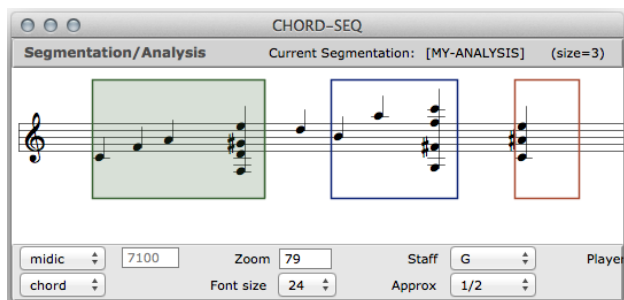 CHORD-SEQ
Segmentation/Analysis Current Segmentation: [MY-ANALYSIS] (size=3)
midic 7100 Zoom 79 Staff G Player
chord Font size 24 Approx 1/2